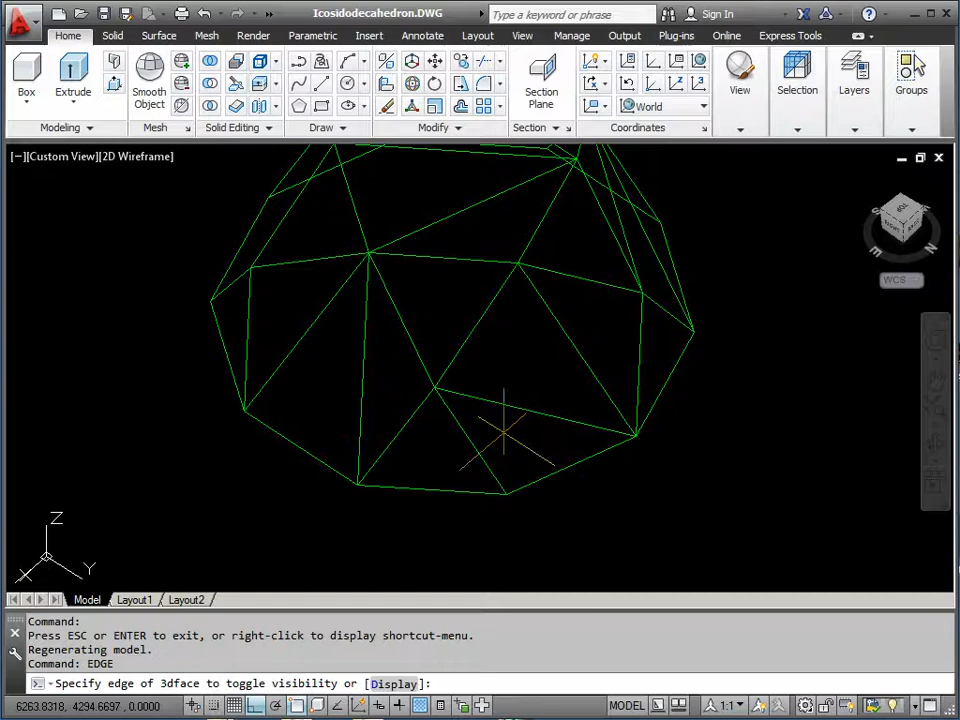 Icosidodecahedron.DWG
Type a keyword or phrase
Sign In
Home Solid Surface Mesh Render Parametric Insert Annotate Layout View Manage Output Plug-ins Online Express Tools
World
Box Extrude Smooth Object Section Plane View Selection Layers Groups
Modeling Mesh Solid Editing Draw Modify Section Coordinates
[−][Custom View][2D Wireframe]
TOP
E N
WCS
Z
X Y
Model Layout1 Layout2
Command:
Press ESC or ENTER to exit, or right-click to display shortcut-menu.
Regenerating model.
Command: EDGE
Specify edge of 3dface to toggle visibility or [Display]:
6263.8318, 4294.6697, 0.0000
MODEL
1:1